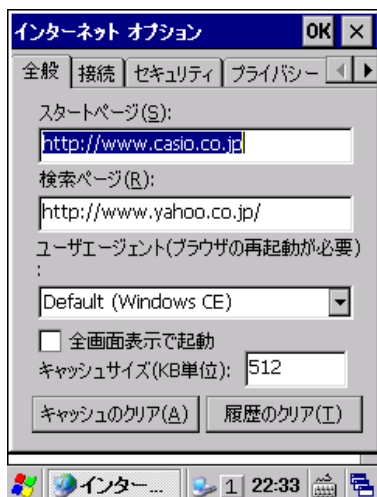 インターネット オプション OK ×
全般 接続 セキュリティ プライバシー
スタートページ(S):
http://www.casio.co.jp
検索ページ(R):
http://www.yahoo.co.jp/
ユーザエージェント(ブラウザの再起動が必要)
:
Default (Windows CE)
全画面表示で起動
キャッシュサイズ(KB単位): 512
キャッシュのクリア(A) 履歴のクリア(T)
インター... 1 22:33